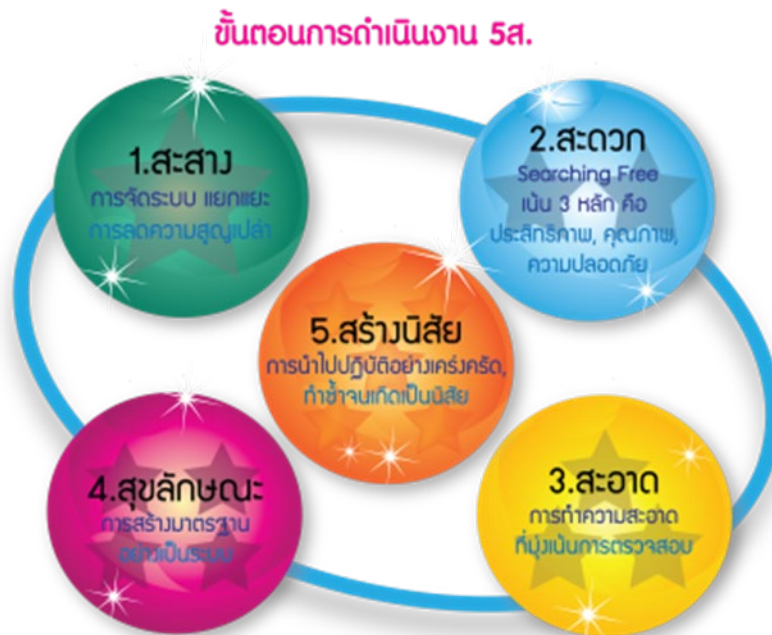 ขั้นตอนการดำเนินงาน 5ส.
1.สะสาง
การจัดระบบ แยกแยะ
การลดความสูญเปล่า
2.สะดวก
Searching Free
เน้น 3 หลัก คือ
ประสิทธิภาพ, คุณภาพ,
ความปลอดภัย
3.สะอาด
การทำความสะอาด
ที่มุ่งเน้นการตรวจสอบ
4.สุขลักษณะ
การสร้างมาตรฐาน
อย่างเป็นระบบ
5.สร้างนิสัย
การนำไปปฏิบัติอย่างเคร่งครัด,
ทำซ้ำจนเกิดเป็นนิสัย